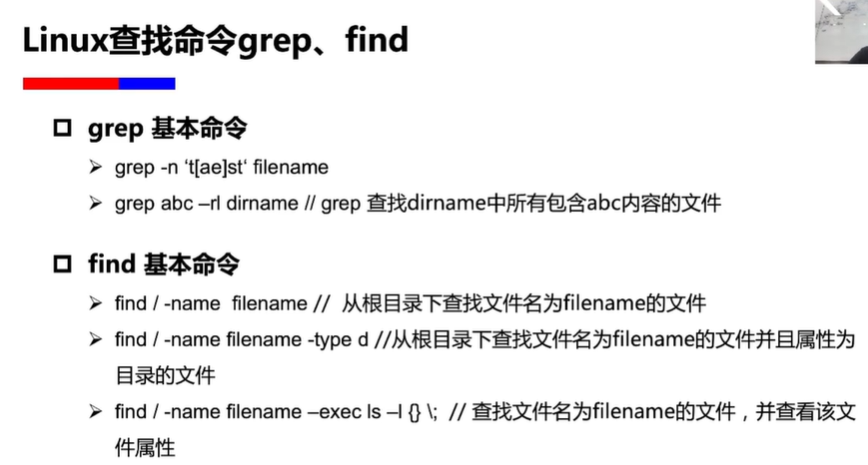 Linux查找命令grep、find
grep 基本命令
grep -n ‘t[ae]st‘ filename
grep abc –rl dirname // grep 查找dirname中所有包含abc内容的文件
find 基本命令
find / -name  filename //  从根目录下查找文件名为filename的文件
find / -name filename -type d //从根目录下查找文件名为filename的文件并且属性为
目录的文件
find / -name filename –exec ls –l {} \;  // 查找文件名为filename的文件，并查看该文
件属性